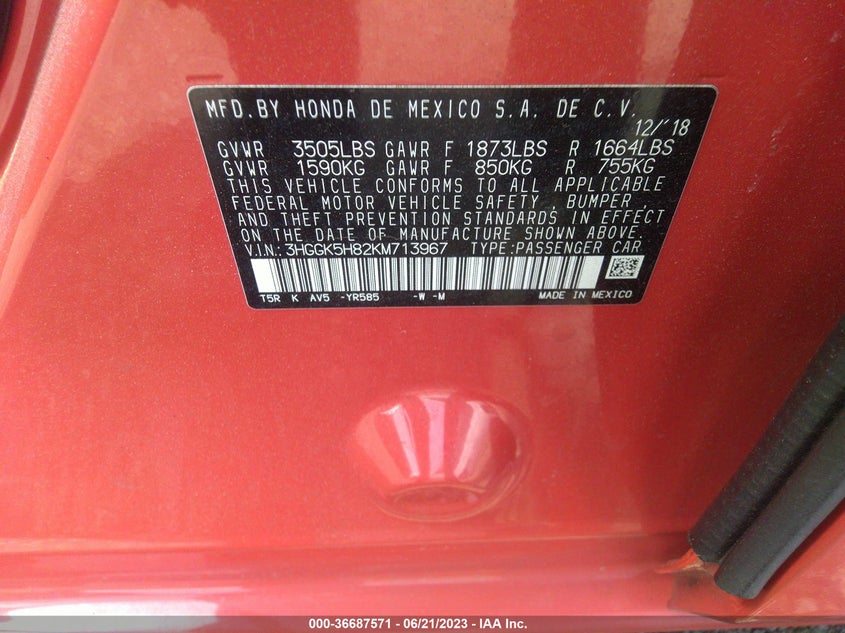 MFD.BY HONDA DE MEXICO S.A. DE C.V.
12/'18
GVWR 3505LBS GAWR F 1873LBS R 1664LBS
GVWR 1590KG GAWR F 850KG R 755KG
THIS VEHICLE CONFORMS TO ALL APPLICABLE
FEDERAL MOTOR VEHICLE SAFETY, BUMPER,
AND THEFT PREVENTION STANDARDS IN EFFECT
ON THE DATE OF MANUFACTURE SHOWN ABOVE.
V.I.N.:3HGGK5H82KM713967 TYPE:PASSENGER CAR
T5R K AV5 -YR585 -W -M MADE IN MEXICO
000-36687571 - 06/21/2023 - IAA Inc.